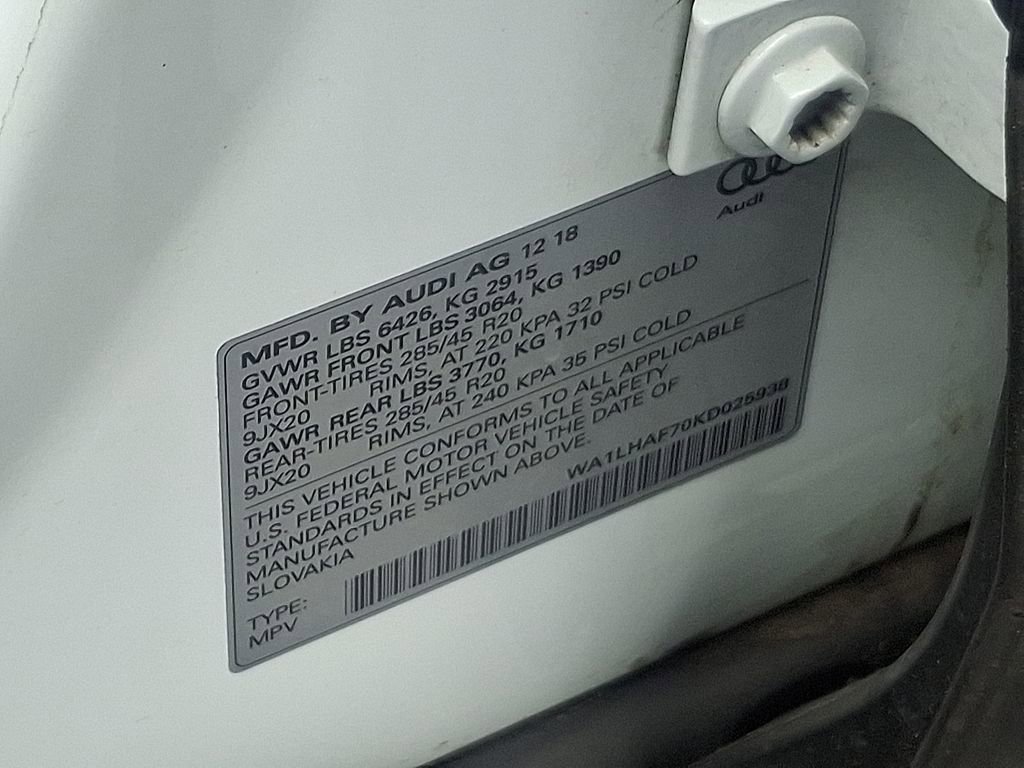 Audi
MFD. BY AUDI AG 12 18
GVWR LBS 6426, KG 2915
GAWR FRONT LBS 3064, KG 1390
FRONT-TIRES 285/45 R20
9JX20 RIMS, AT 220 KPA 32 PSI COLD
GAWR REAR LBS 3770, KG 1710
REAR-TIRES 285/45 R20
9JX20 RIMS, AT 240 KPA 35 PSI COLD
THIS VEHICLE CONFORMS TO ALL APPLICABLE
U.S. FEDERAL MOTOR VEHICLE SAFETY
STANDARDS IN EFFECT ON THE DATE OF
MANUFACTURE SHOWN ABOVE.
SLOVAKIA
WA1LHAF70KD025938
TYPE:
MPV